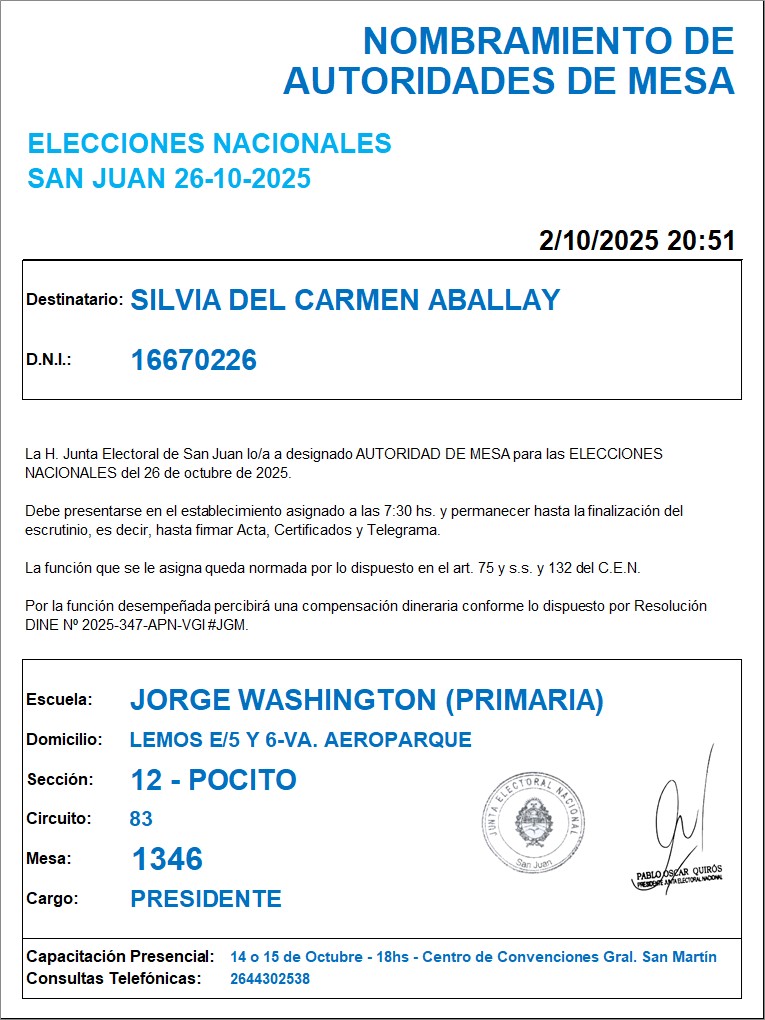 NOMBRAMIENTO DE
AUTORIDADES DE MESA
ELECCIONES NACIONALES
SAN JUAN 26-10-2025
2/10/2025 20:51
Destinatario: SILVIA DEL CARMEN ABALLAY
D.N.I.: 16670226
La H. Junta Electoral de San Juan lo/a a designado AUTORIDAD DE MESA para las ELECCIONES
NACIONALES del 26 de octubre de 2025.
Debe presentarse en el establecimiento asignado a las 7:30 hs. y permanecer hasta la finalización del
escrutinio, es decir, hasta firmar Acta, Certificados y Telegrama.
La función que se le asigna queda normada por lo dispuesto en el art. 75 y s.s. y 132 del C.E.N.
Por la función desempeñada percibirá una compensación dineraria conforme lo dispuesto por Resolución
DINE Nº 2025-347-APN-VGI#JGM.
Escuela: JORGE WASHINGTON (PRIMARIA)
Domicilio: LEMOS E/5 Y 6-VA. AEROPARQUE
Sección: 12 - POCITO
Circuito: 83
Mesa: 1346
Cargo: PRESIDENTE
JUNTA ELECTORAL NACIONAL
San Juan
PABLO OSCAR QUIRÓS
PRESIDENTE JUNTA ELECTORAL NACIONAL
Capacitación Presencial: 14 o 15 de Octubre - 18hs - Centro de Convenciones Gral. San Martín
Consultas Telefónicas: 2644302538